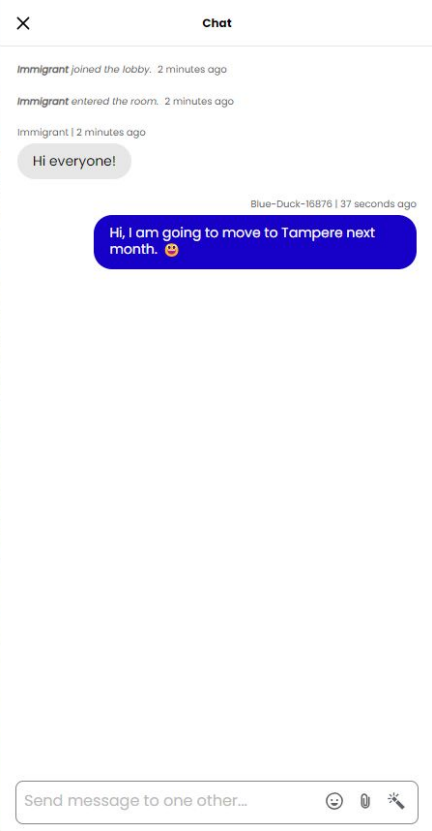 Chat
Immigrant joined the lobby. 2 minutes ago
Immigrant entered the room. 2 minutes ago
Immigrant | 2 minutes ago
Hi everyone!
Blue-Duck-16876 | 37 seconds ago
Hi, I am going to move to Tampere next
month. 😃
Send message to one other...